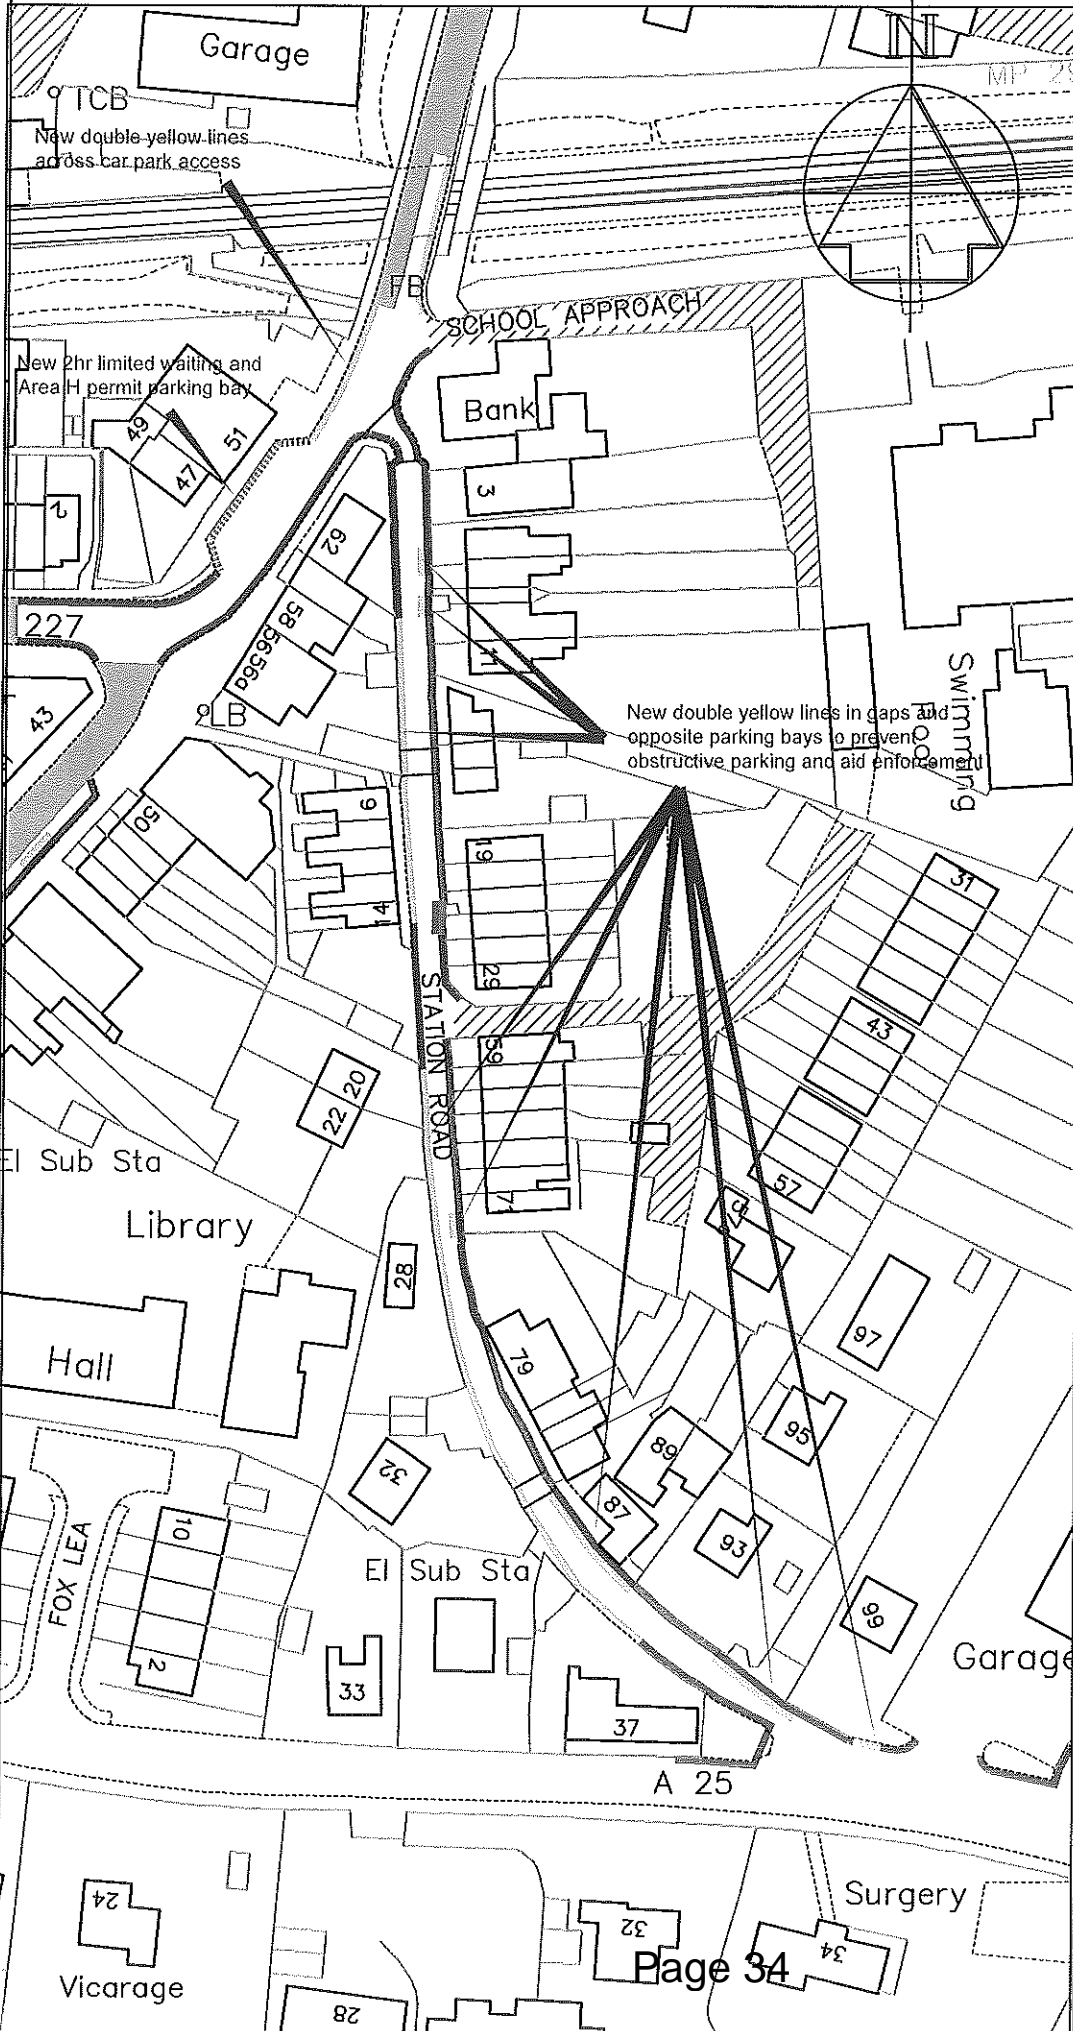 Garage
N
MP 29
TCB
New double yellow lines
across car park access
FB
SCHOOL APPROACH
New 2hr limited waiting and
Area H permit parking bay
Bank
49
51
47
3
2
62
227
58
56
56a
11
LB
43
Swimming
Pool
New double yellow lines in gaps and
opposite parking bays to prevent
obstructive parking and aid enforcement
50
9
19
31
14
29
STATION ROAD
43
59
20
22
El Sub Sta
57
Library
71
28
97
Hall
79
95
89
32
87
10
93
FOX LEA
El Sub Sta
99
2
33
Garage
37
A 25
24
Surgery
32
34
Page 34
Vicarage
28